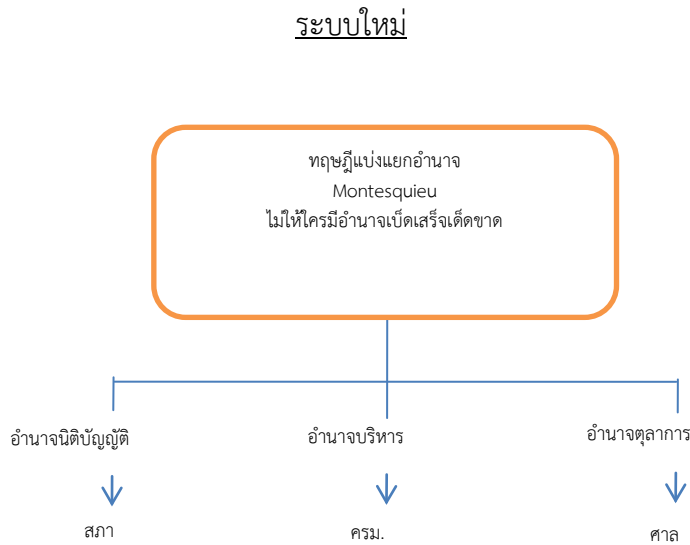 ระบบใหม่
ทฤษฎีแบ่งแยกอำนาจ
Montesquieu
ไม่ให้ใครมีอำนาจเบ็ดเสร็จเด็ดขาด
อำนาจนิติบัญญัติ
อำนาจบริหาร
อำนาจตุลาการ
สภา
ครม.
ศาล